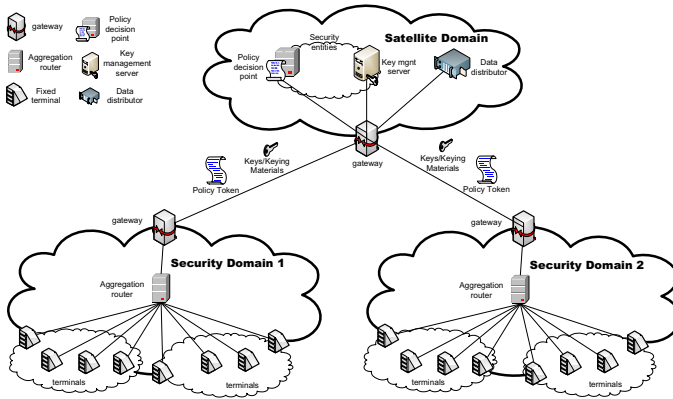 gateway
Policy
decision
point
Aggregation
router
Key
management
server
Fixed
terminal
Data
distributor
Satellite Domain
Security
entities
Policy
decision
point
Key mgnt
server
Data
distributor
gateway
Keys/Keying
Materials
Policy Token
Keys/Keying
Materials
Policy Token
gateway
Security Domain 1
Aggregation
router
terminals
terminals
gateway
Security Domain 2
Aggregation
router
terminals
terminals